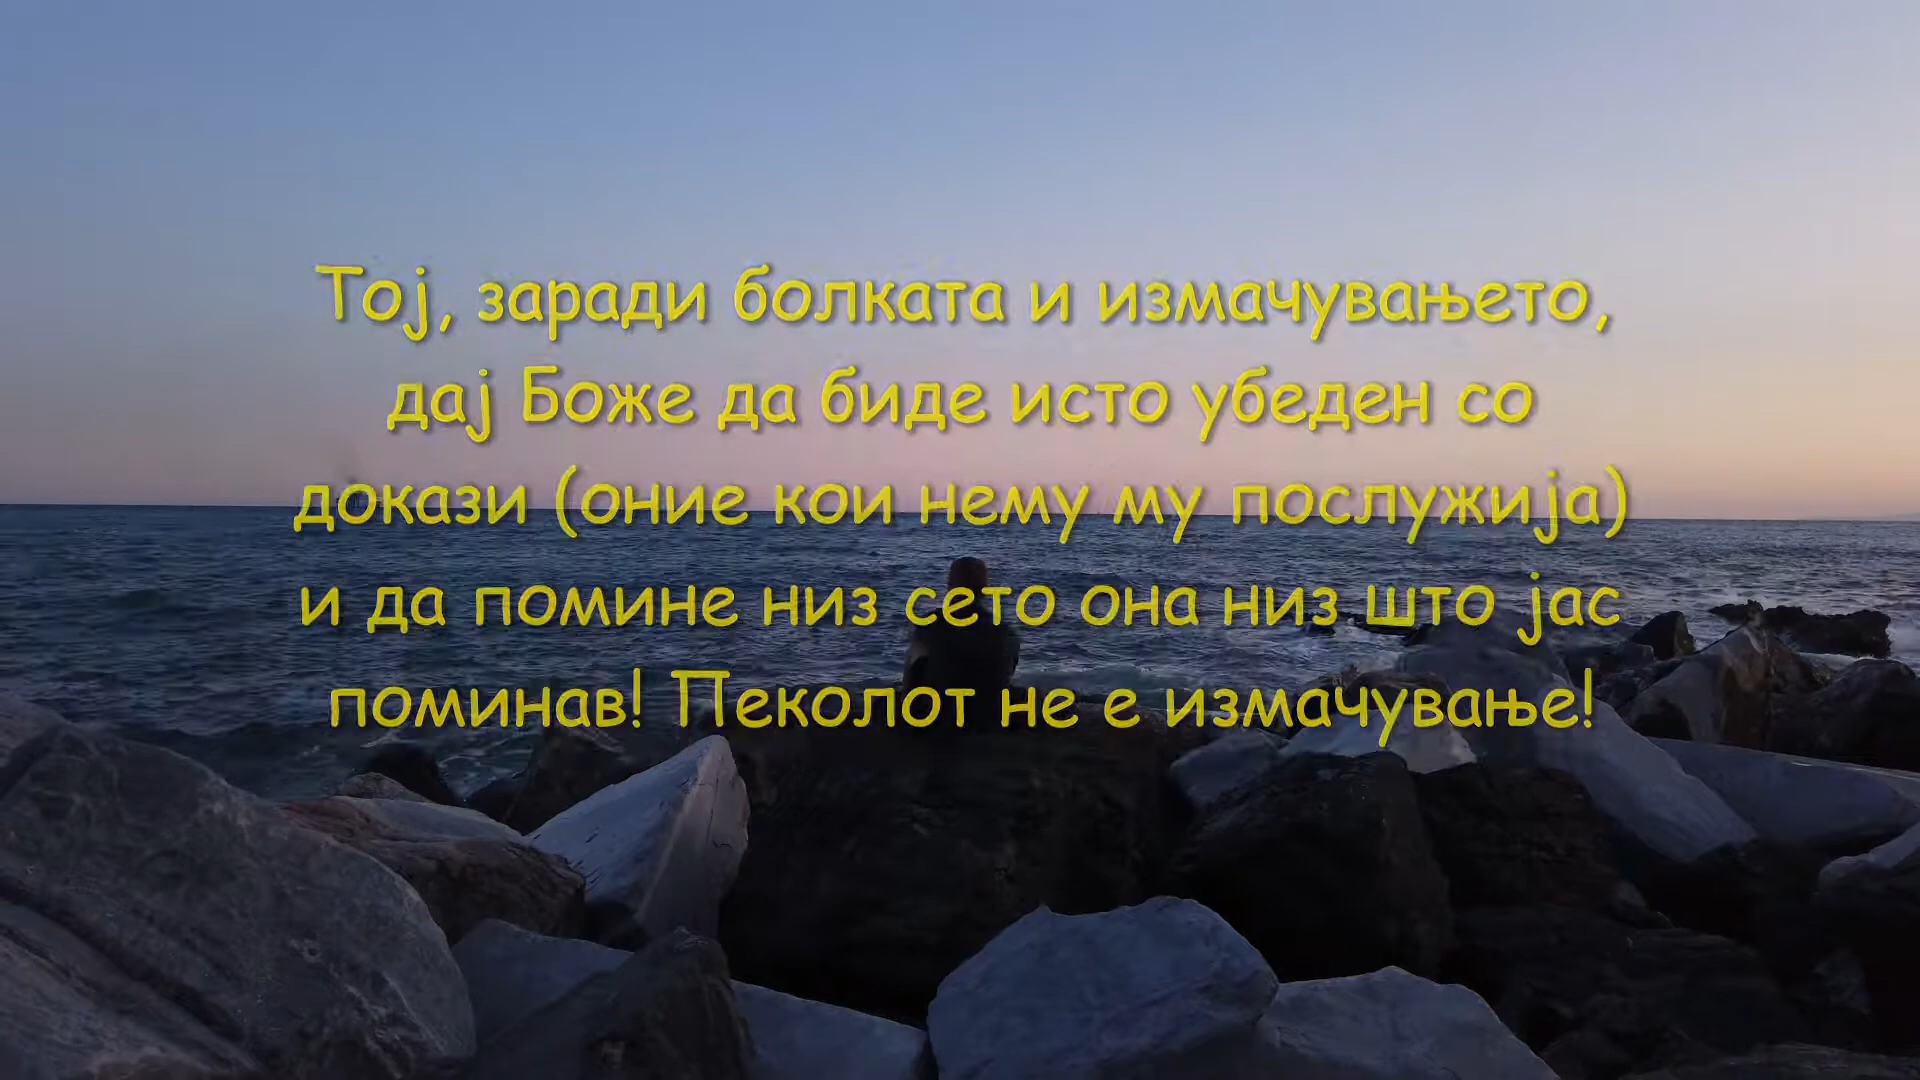 Тој, заради болката и измачувањето,
дај Боже да биде исто убеден со
докази (оние кои нему му послужија)
и да помине низ сето она низ што јас
поминав! Пеколот не е измачување!